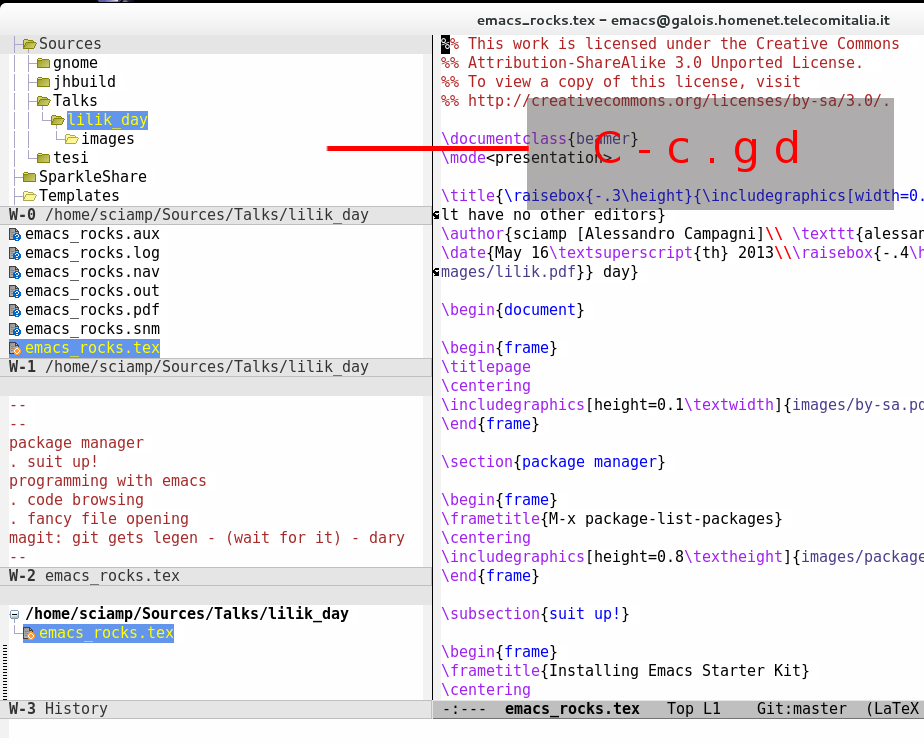 emacs_rocks.tex – emacs@galois.homenet.telecomitalia.it
Sources
gnome
jhbuild
Talks
lilik_day
images
tesi
SparkleShare
Templates
W-0 /home/sciamp/Sources/Talks/lilik_day
emacs_rocks.aux
emacs_rocks.log
emacs_rocks.nav
emacs_rocks.out
emacs_rocks.pdf
emacs_rocks.snm
emacs_rocks.tex
W-1 /home/sciamp/Sources/Talks/lilik_day
--
--
package manager
. suit up!
programming with emacs
. code browsing
. fancy file opening
magit: git gets legen - (wait for it) - dary
--
W-2 emacs_rocks.tex
/home/sciamp/Sources/Talks/lilik_day
emacs_rocks.tex
W-3 History
%% This work is licensed under the Creative Commons
%% Attribution-ShareAlike 3.0 Unported License.
%% To view a copy of this license, visit
%% http://creativecommons.org/licenses/by-sa/3.0/.
C-c.gd
\documentclass{beamer}
\mode<presentation>
\title{\raisebox{-.3\height}{\includegraphics[width=0.
lt have no other editors}
\author{sciamp [Alessandro Campagni]\\ \texttt{alessan
\date{May 16\textsuperscript{th} 2013\\\raisebox{-.4\h
mages/lilik.pdf}} day}
\begin{document}
\begin{frame}
\titlepage
\centering
\includegraphics[height=0.1\textwidth]{images/by-sa.pd
\end{frame}
\section{package manager}
\begin{frame}
\frametitle{M-x package-list-packages}
\centering
\includegraphics[height=0.8\textheight]{images/package
\end{frame}
\subsection{suit up!}
\begin{frame}
\frametitle{Installing Emacs Starter Kit}
\centering
-:--- emacs_rocks.tex Top L1 Git:master (LaTeX